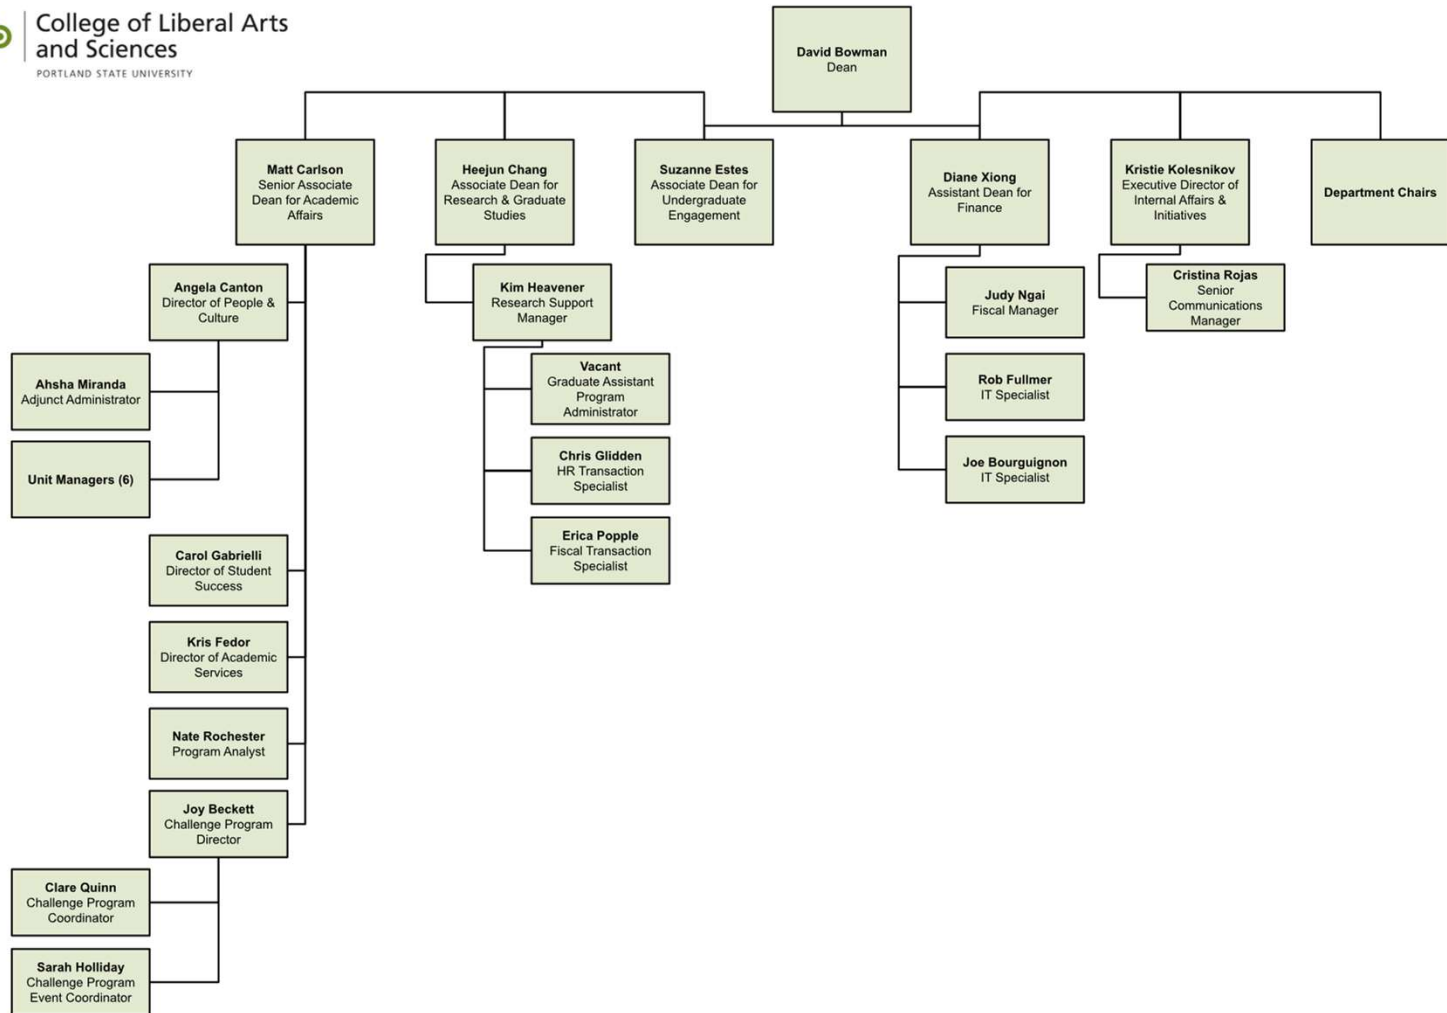 College of Liberal Arts
and Sciences
PORTLAND STATE UNIVERSITY
David Bowman
Dean
Matt Carlson
Senior Associate
Dean for Academic
Affairs
Heejun Chang
Associate Dean for
Research & Graduate
Studies
Suzanne Estes
Associate Dean for
Undergraduate
Engagement
Diane Xiong
Assistant Dean for
Finance
Kristie Kolesnikov
Executive Director of
Internal Affairs &
Initiatives
Department Chairs
Angela Canton
Director of People &
Culture
Kim Heavener
Research Support
Manager
Judy Ngai
Fiscal Manager
Cristina Rojas
Senior
Communications
Manager
Ahsha Miranda
Adjunct Administrator
Vacant
Graduate Assistant
Program
Administrator
Rob Fullmer
IT Specialist
Unit Managers (6)
Chris Glidden
HR Transaction
Specialist
Joe Bourguignon
IT Specialist
Erica Popple
Fiscal Transaction
Specialist
Carol Gabrielli
Director of Student
Success
Kris Fedor
Director of Academic
Services
Nate Rochester
Program Analyst
Joy Beckett
Challenge Program
Director
Clare Quinn
Challenge Program
Coordinator
Sarah Holliday
Challenge Program
Event Coordinator